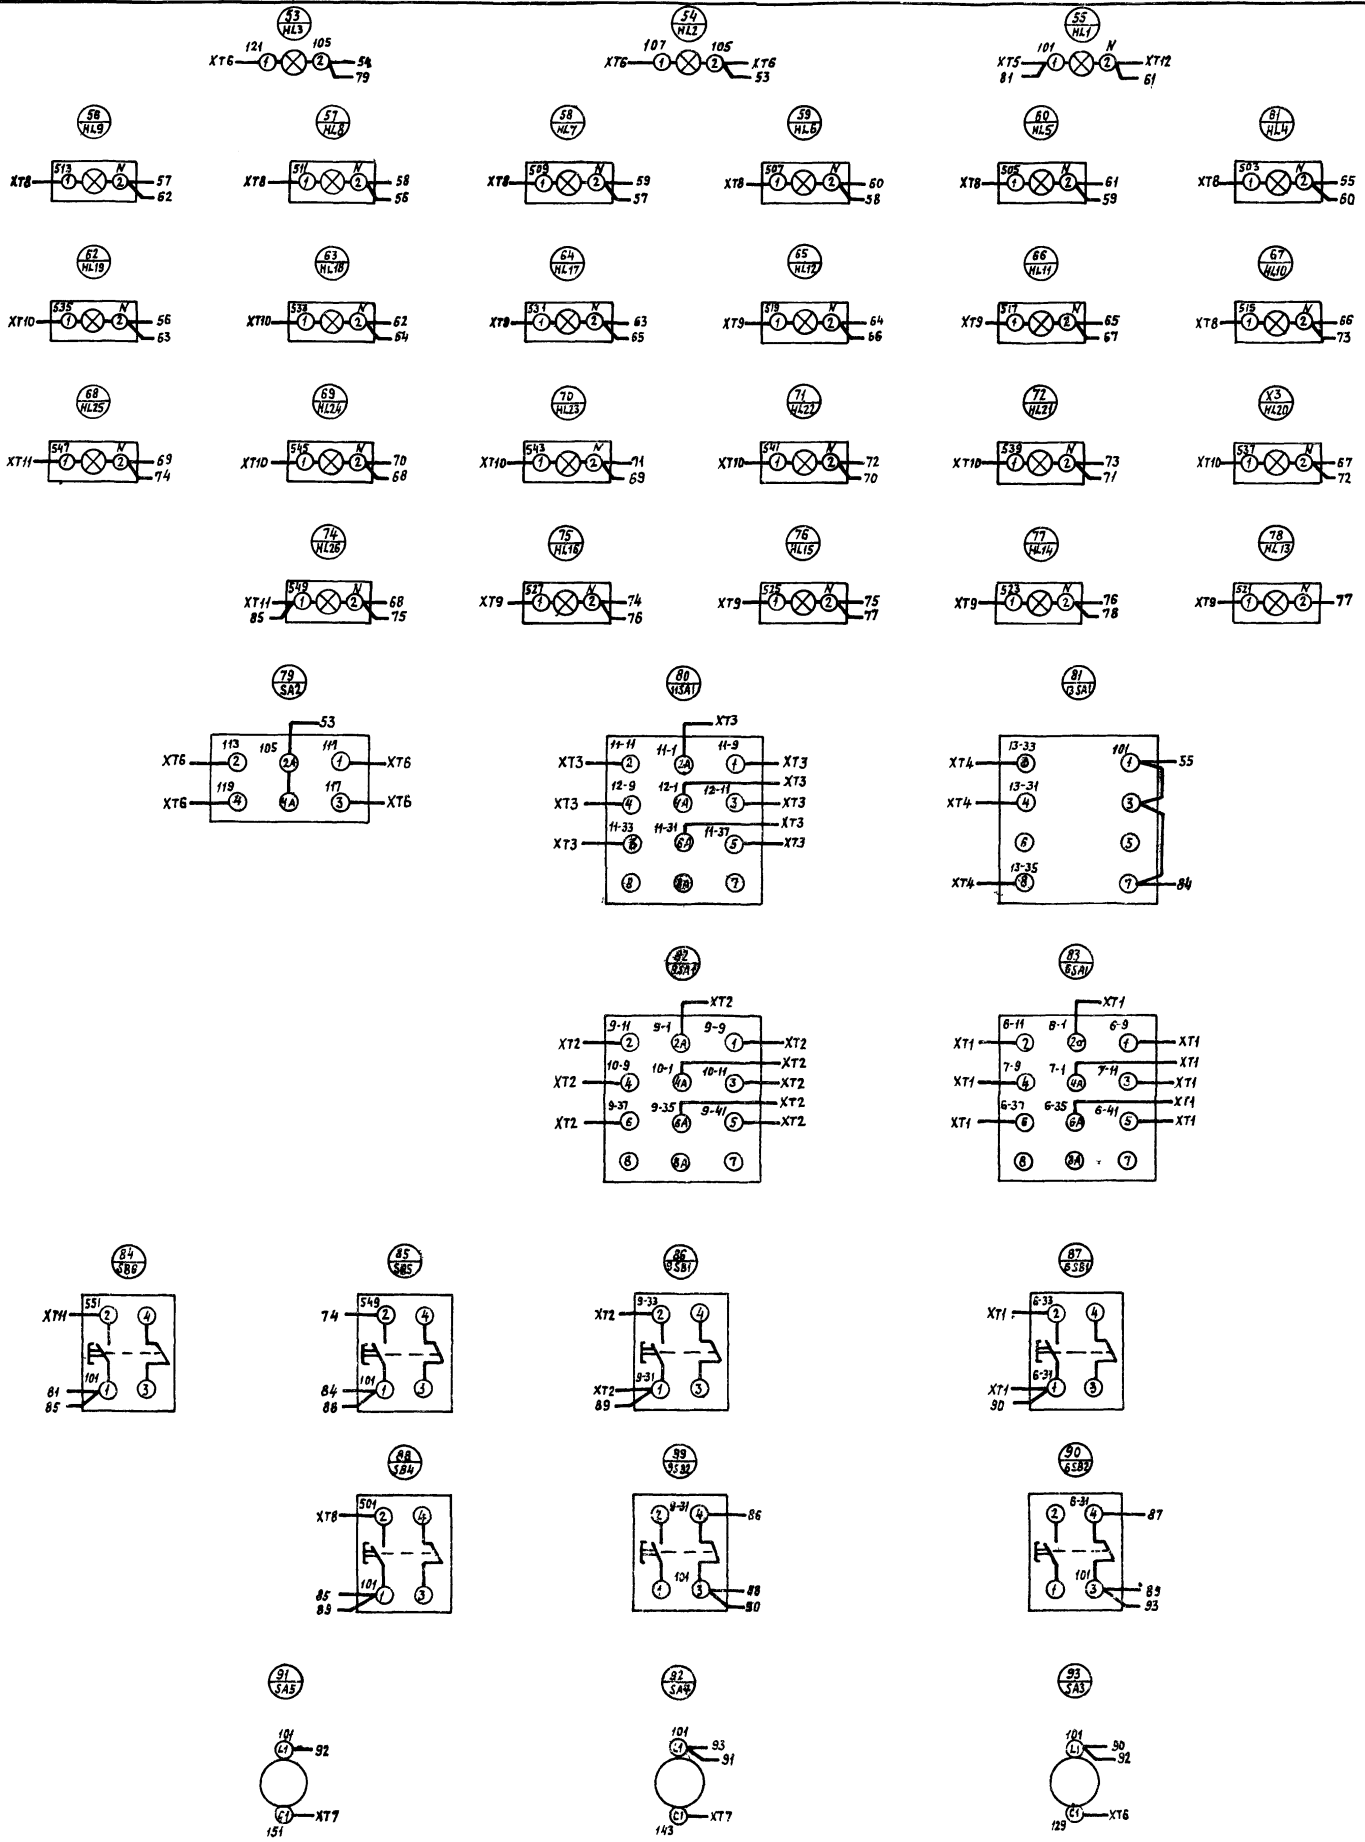 53 54 55
HL3 HL2 HL1
121 105 107 105 101 N
XT6 1 2 54 XT6 1 2 XT6 XT5 1 2 XT12
79 53 81 61
56 57 58 59 60 61
HL9 HL8 HL7 HL6 HL5 HL4
513 N 511 N 509 N 507 N 505 N 503 N
XT8 1 2 57 XT8 1 2 58 XT8 1 2 59 XT8 1 2 60 XT8 1 2 61 XT8 1 2 55
62 56 57 58 59 60
62 63 64 65 66 67
HL19 HL18 HL17 HL12 HL11 HL10
535 N 533 N 531 N 519 N 517 N 515 N
XT10 1 2 56 XT10 1 2 62 XT9 1 2 63 XT9 1 2 64 XT9 1 2 65 XT8 1 2 66
63 64 65 66 67 73
68 69 70 71 72 X3
HL25 HL24 HL23 HL22 HL21 HL20
547 N 545 N 543 N 541 N 539 N 537 N
XT11 1 2 69 XT10 1 2 70 XT10 1 2 71 XT10 1 2 72 XT10 1 2 73 XT10 1 2 67
74 68 69 70 71 72
74 75 76 77 78
HL26 HL16 HL15 HL14 HL13
549 N 527 N 525 N 523 N 521 N
XT11 1 2 68 XT9 1 2 74 XT9 1 2 75 XT9 1 2 76 XT9 1 2 77
85 75 76 77 78
79 80 81
SA2 11SA1 13SA1
53 XT3
113 105 111 11-11 11-1 11-9 13-33 101
XT6 2 2A 1 XT6 XT3 2 2A 1 XT3 XT4 1 55
119 117 12-9 12-1 12-11 XT3 13-31
XT6 4 4A 3 XT6 XT3 4 4A 3 XT3 XT4 4 3
11-33 11-31 11-37 XT3
XT3 6A 5 XT3 6 5
13-35
8 8A 7 XT4 8 7 84
82 83
9SA1 6SA1
XT2 XT1
9-11 9-1 9-9 6-11 6-1 6-9
XT2 2 2A 1 XT2 XT1 2 2a 1 XT1
10-9 10-1 10-11 XT2 7-9 7-1 7-11 XT1
XT2 4 4A 3 XT2 XT1 4 4A 3 XT1
9-37 9-35 9-41 XT2 6-37 6-35 6-41 XT1
XT2 6 6A 5 XT2 XT1 6 6A 5 XT1
8 8A 7 8 8A 7
84 85 86 87
SB6 SB5 9SB1 6SB1
551 549 9-33 6-33
XT11 2 4 74 2 4 XT2 2 4 XT1 2 4
101 101 9-31 6-31
81 1 3 84 1 3 XT2 1 3 XT1 1 3
85 88 89 90
88 99 90
SB4 9SB2 6SB2
501 9-31 6-31
XT8 2 4 2 4 86 2 4 87
101 101 101
85 1 3 1 3 88 1 3 89
89 90 93
91 92 93
SA5 SA4 SA3
101 101 101
L1 92 L1 93 L1 90
91 92
C1 XT7 C1 XT7 C1 XT6
151 143 129